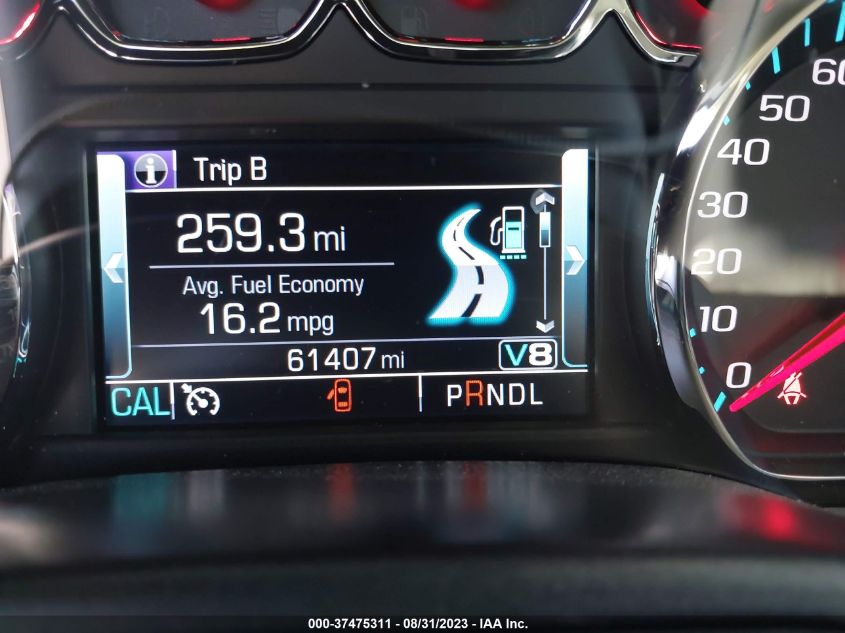 Trip B
259.3 mi
Avg. Fuel Economy
16.2 mpg
61407 mi
V8
CAL
PRNDL
60
50
40
30
20
10
0
000-37475311 - 08/31/2023 - IAA Inc.